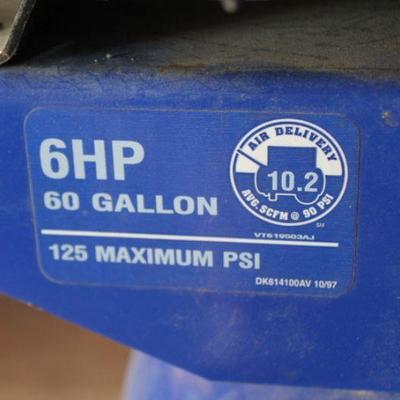 6HP
60 GALLON
125 MAXIMUM PSI
AIR DELIVERY
10.2
AVG. SCFM @ 90 PSI
SM
VT619503AJ
DK614100AV 10/97